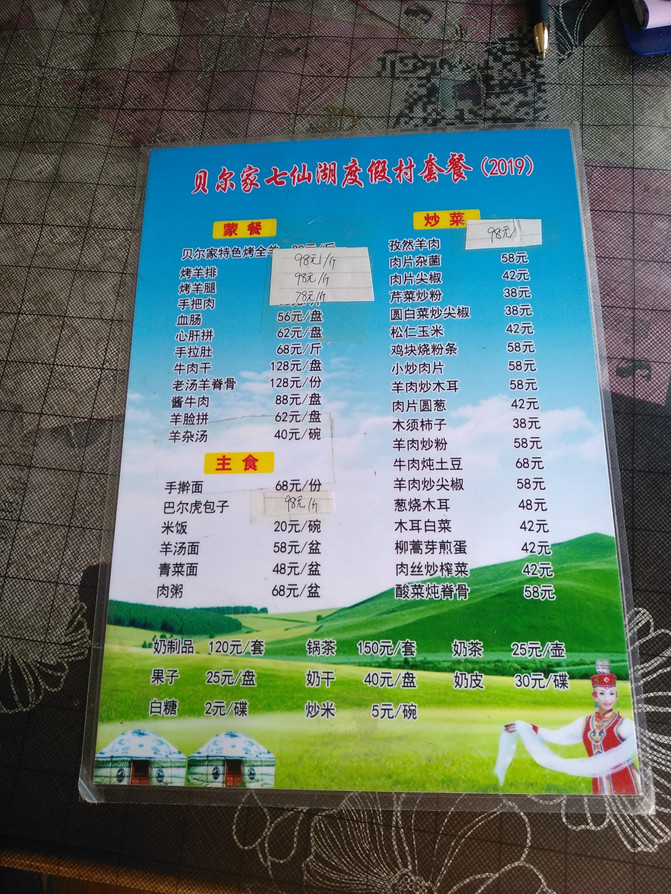 贝尔家七仙湖度假村套餐(2019)
蒙餐
贝尔家特色烤全羊
烤羊排 98元/斤
烤羊腿 98元/斤
手把肉 78元/斤
血肠 56元/盘
心肝拼 62元/盘
手拉肚 68元/斤
牛肉干 128元/盘
老汤羊脊骨 128元/份
酱牛肉 88元/盘
羊脸拼 62元/盘
羊杂汤 40元/碗
主食
手擀面 68元/份
巴尔虎包子 98元/斤
米饭 20元/碗
羊汤面 58元/盆
青菜面 48元/盆
肉粥 68元/盆
炒菜
孜然羊肉 98元/
肉片杂菌 58元
肉片尖椒 42元
芹菜炒粉 38元
圆白菜炒尖椒 38元
松仁玉米 42元
鸡块烧粉条 58元
小炒肉片 58元
羊肉炒木耳 58元
肉片圆葱 42元
木须柿子 38元
羊肉炒粉 58元
牛肉炖土豆 68元
羊肉炒尖椒 58元
葱烧木耳 48元
木耳白菜 42元
柳蒿芽煎蛋 42元
肉丝炒榨菜 42元
酸菜炖脊骨 58元
奶制品 120元/套 锅茶 150元/套 奶茶 25元/壶
果子 25元/盘 奶干 40元/盘 奶皮 30元/碟
白糖 2元/碟 炒米 5元/碗